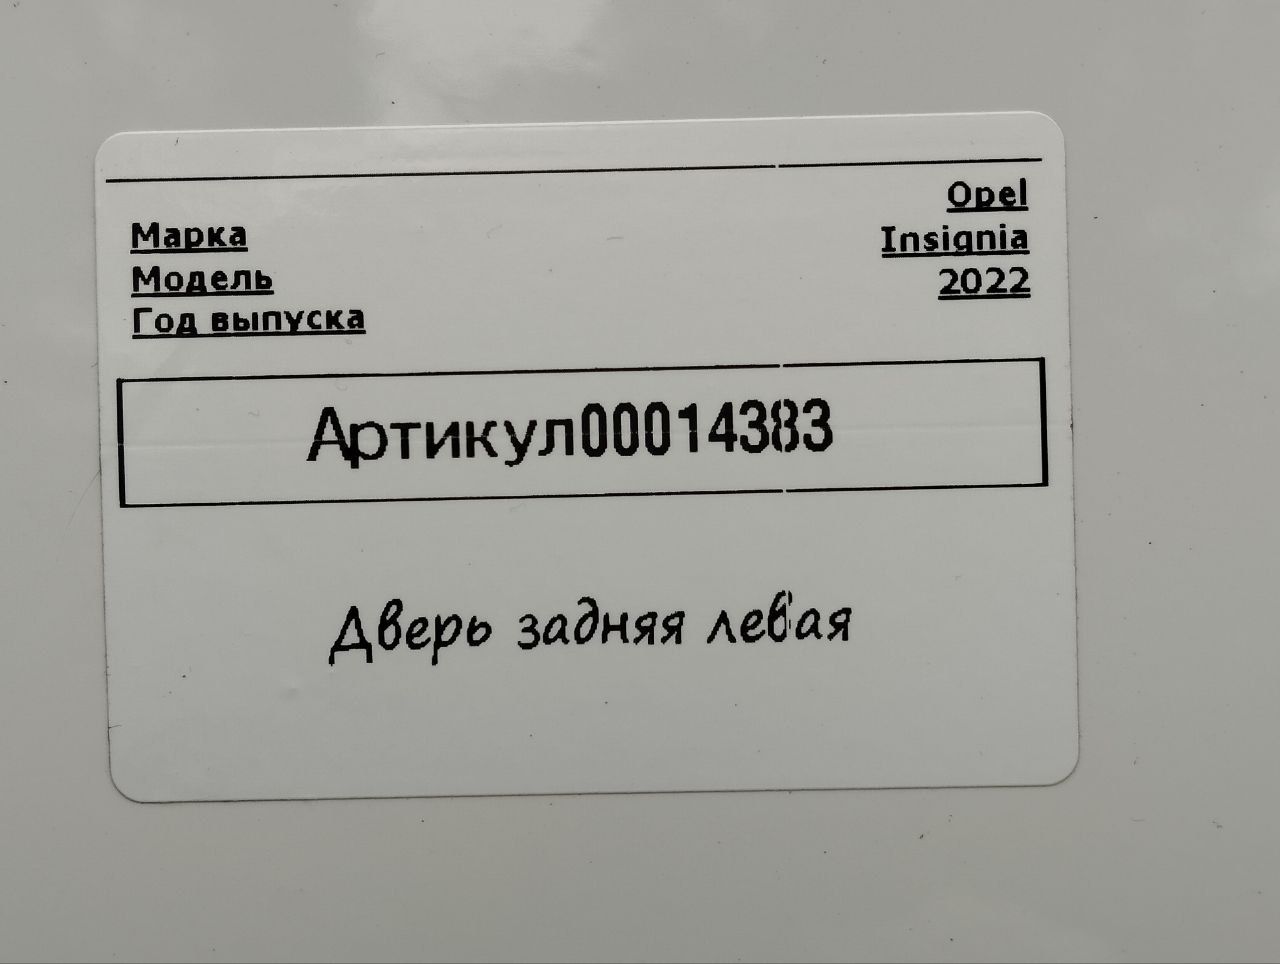 Марка Opel
Модель Insignia
Год выпуска 2022
Артикул00014383
Дверь задняя левая